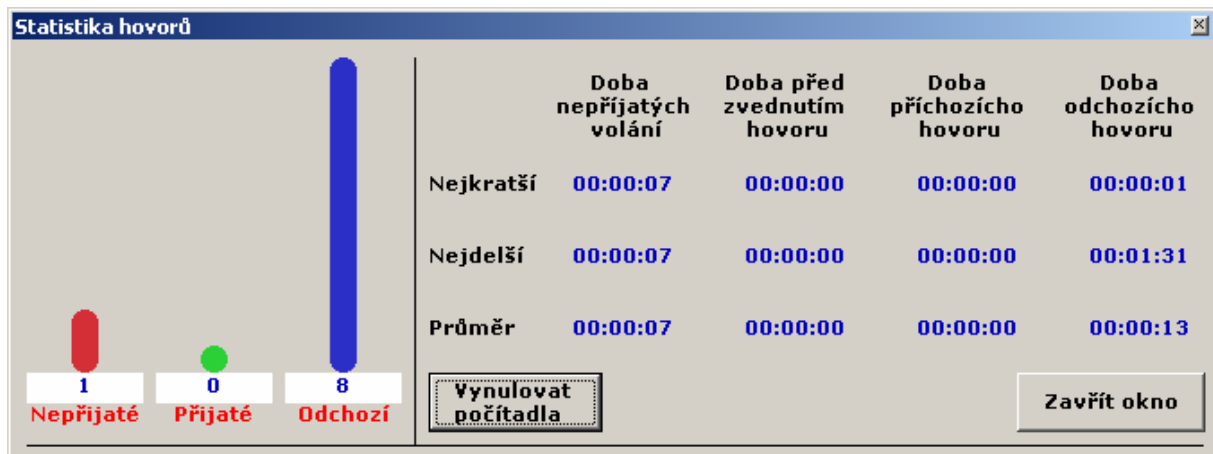 Statistika hovorů
Doba nepříjatých volání
Doba před zvednutím hovoru
Doba příchozícho hovoru
Doba odchozícho hovoru
Nejkratší 00:00:07 00:00:00 00:00:00 00:00:01
Nejdelší 00:00:07 00:00:00 00:00:00 00:01:31
Průměr 00:00:07 00:00:00 00:00:00 00:00:13
1 0 8
Nepřijaté Přijaté Odchozí
Vynulovat
počítadla
Zavřít okno